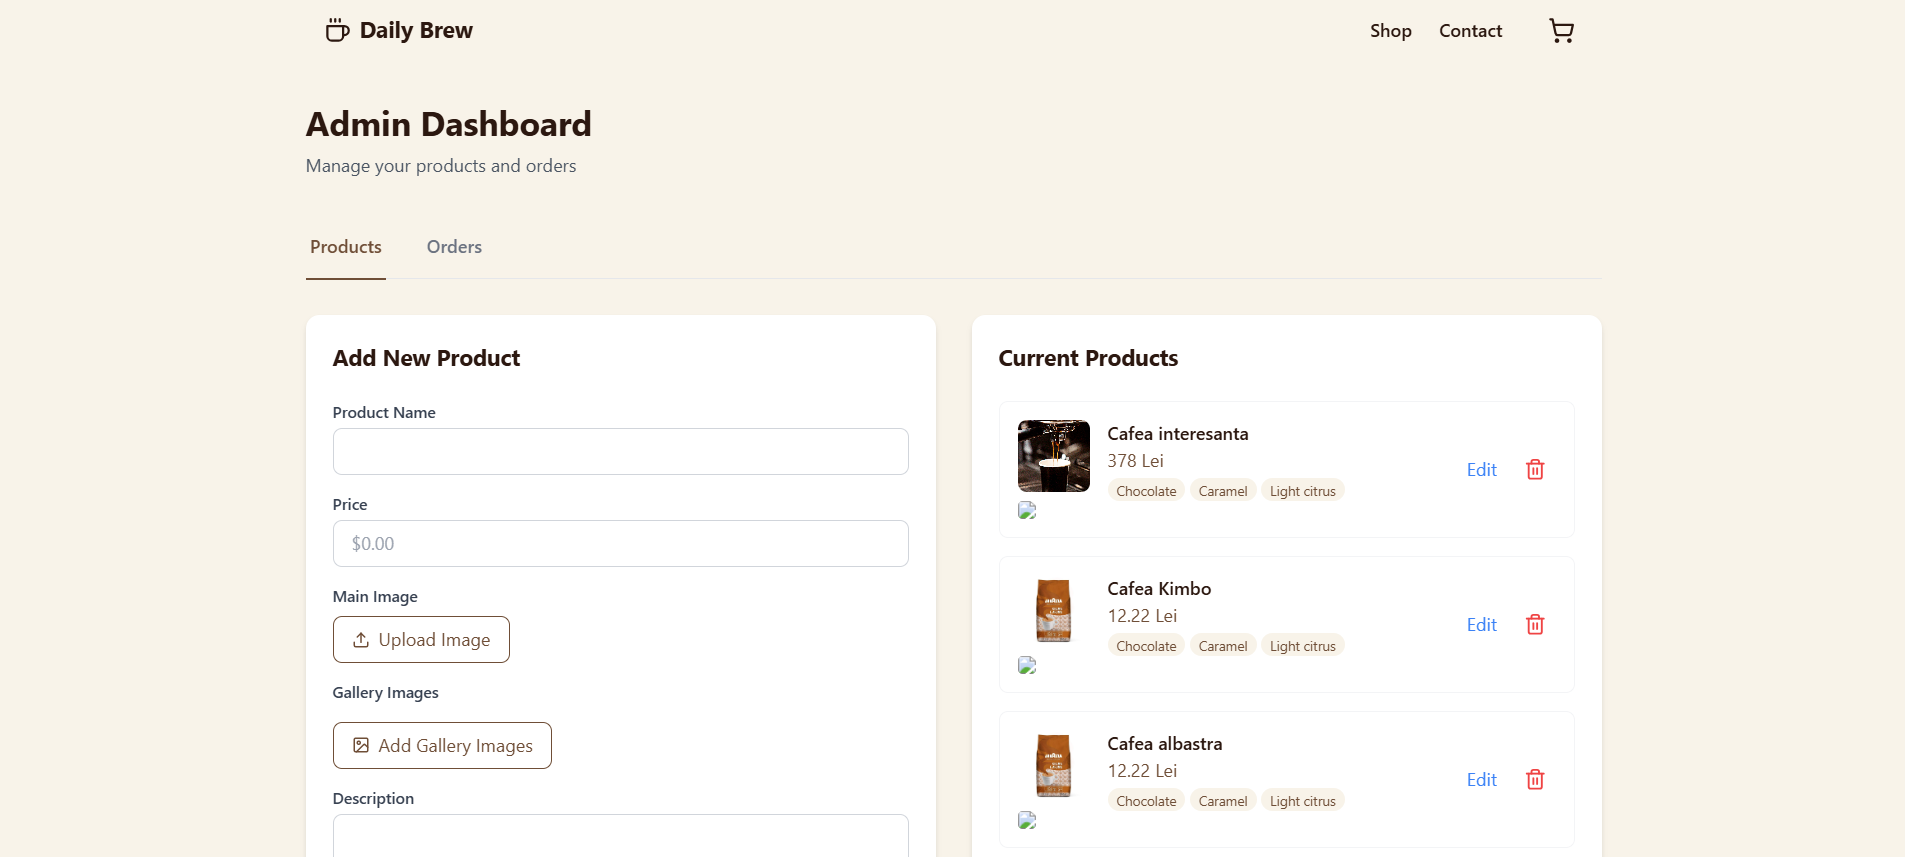 Daily Brew
Shop
Contact
Admin Dashboard
Manage your products and orders
Products
Orders
Add New Product
Product Name
Price
$0.00
Main Image
Upload Image
Gallery Images
Add Gallery Images
Description
Current Products
Cafea interesanta
378 Lei
Chocolate Caramel Light citrus
Edit
Cafea Kimbo
12.22 Lei
Chocolate Caramel Light citrus
Edit
Cafea albastra
12.22 Lei
Chocolate Caramel Light citrus
Edit